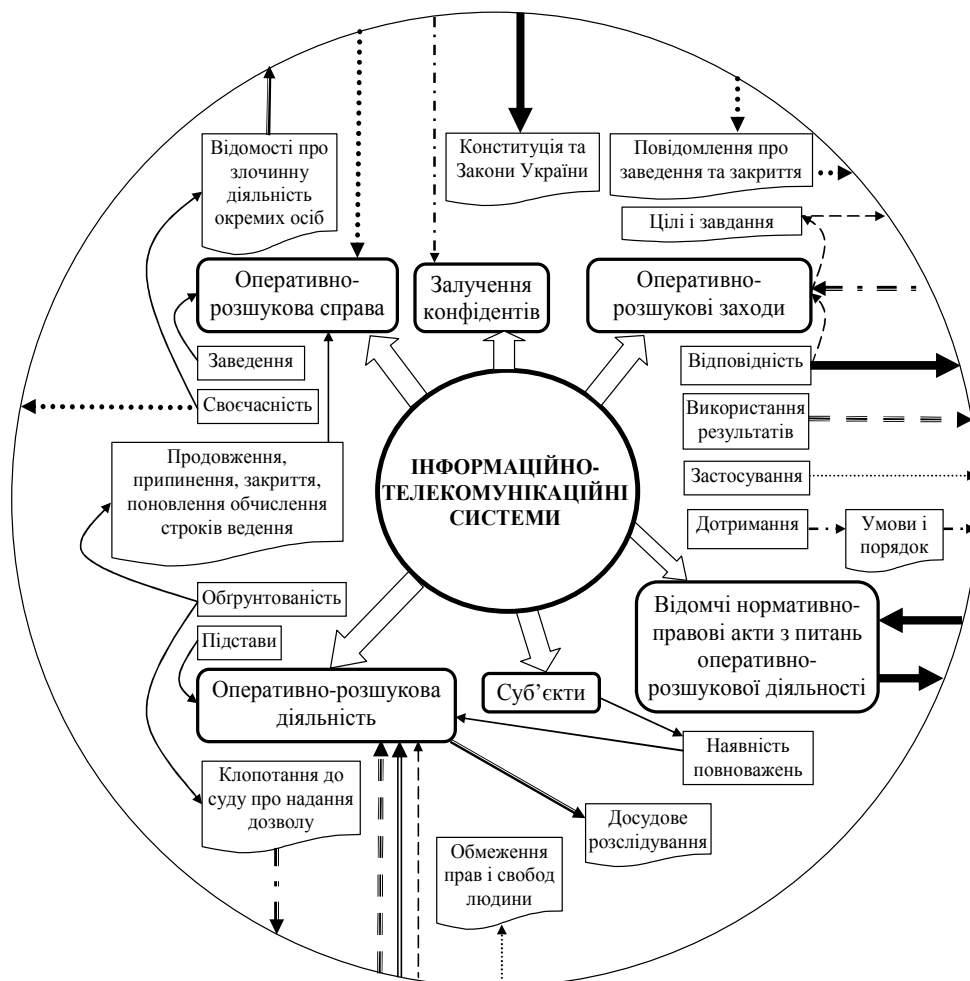 Відомості про
злочинну
діяльність
окремих осіб
Конституція та
Закони України
Повідомлення про
заведення та закриття
Цілі і завдання
Оперативно-
розшукова справа
Залучення
конфідентів
Оперативно-
розшукові заходи
Заведення
Своєчасність
Відповідність
Використання
результатів
Застосування
Дотримання
Умови і
порядок
Продовження,
припинення, закриття,
поновлення обчислення
строків ведення
ІНФОРМАЦІЙНО-
ТЕЛЕКОМУНІКАЦІЙНІ
СИСТЕМИ
Обґрунтованість
Підстави
Відомчі нормативно-
правові акти з питань
оперативно-
розшукової діяльності
Оперативно-розшукова
діяльність
Суб’єкти
Наявність
повноважень
Клопотання до
суду про надання
дозволу
Досудове
розслідування
Обмеження
прав і свобод
людини